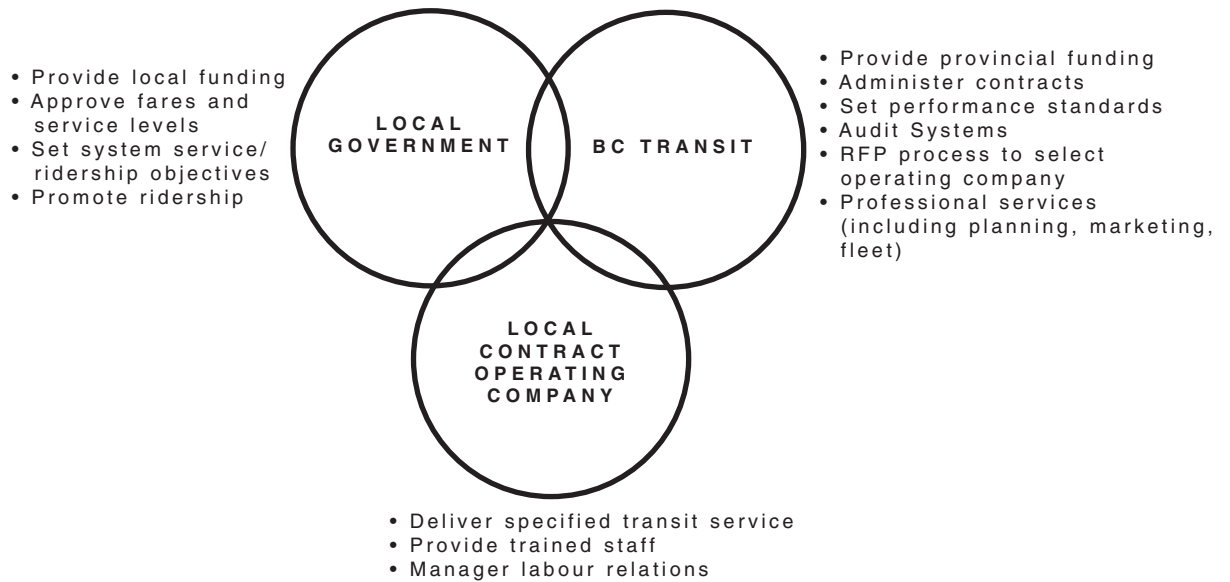 • Provide local funding
• Approve fares and
service levels
• Set system service/
ridership objectives
• Promote ridership
LOCAL
GOVERNMENT
BC TRANSIT
• Provide provincial funding
• Administer contracts
• Set performance standards
• Audit Systems
• RFP process to select
operating company
• Professional services
(including planning, marketing,
fleet)
LOCAL
CONTRACT
OPERATING
COMPANY
• Deliver specified transit service
• Provide trained staff
• Manager labour relations